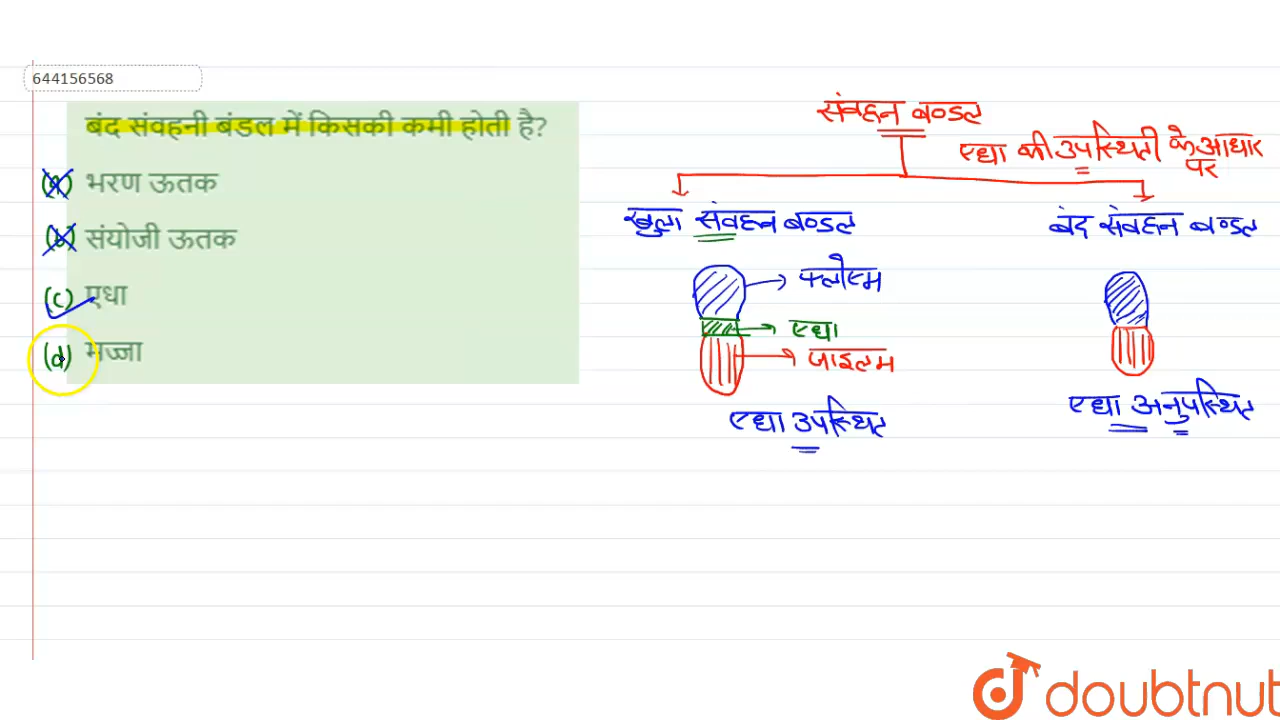 644156568
बंद संवहनी बंडल में किसकी कमी होती है?
(a) भरण ऊतक
(b) संयोजी ऊतक
(c) एधा
(d) मज्जा
संवहन बण्डल
एधा की उपस्थिती के आधार
पर
खुला संवहन बण्डल
बंद संवहन बण्डल
फ्लोएम
एधा
जाइलम
एधा उपस्थित
एधा अनुपस्थित
doubtnut